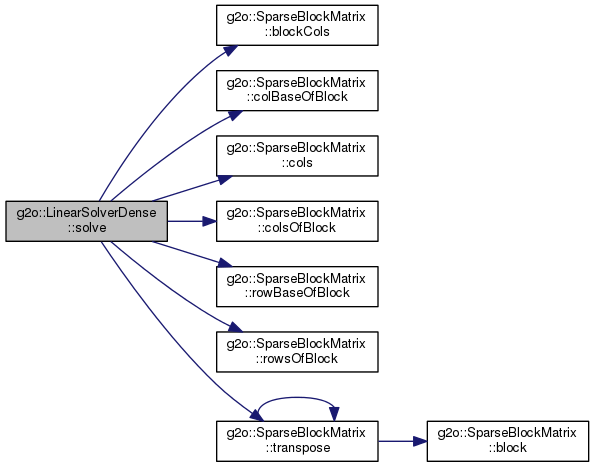 g2o::SparseBlockMatrix
::blockCols
g2o::SparseBlockMatrix
::colBaseOfBlock
g2o::SparseBlockMatrix
::cols
g2o::LinearSolverDense
::solve
g2o::SparseBlockMatrix
::colsOfBlock
g2o::SparseBlockMatrix
::rowBaseOfBlock
g2o::SparseBlockMatrix
::rowsOfBlock
g2o::SparseBlockMatrix
::transpose
g2o::SparseBlockMatrix
::block